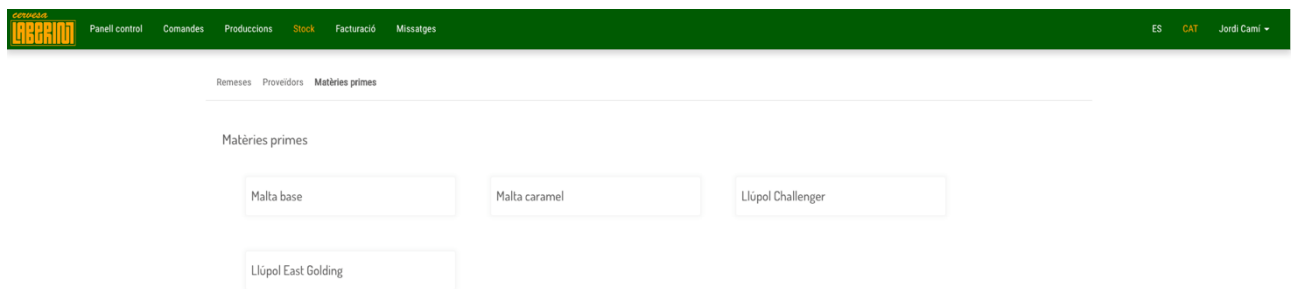 cervesa
LABERINT Panell control Comandes Produccions Stock Facturació Missatges ES CAT Jordi Camí
Remeses Proveïdors Matèries primes
Matèries primes
Malta base Malta caramel Llúpol Challenger
Llúpol East Golding